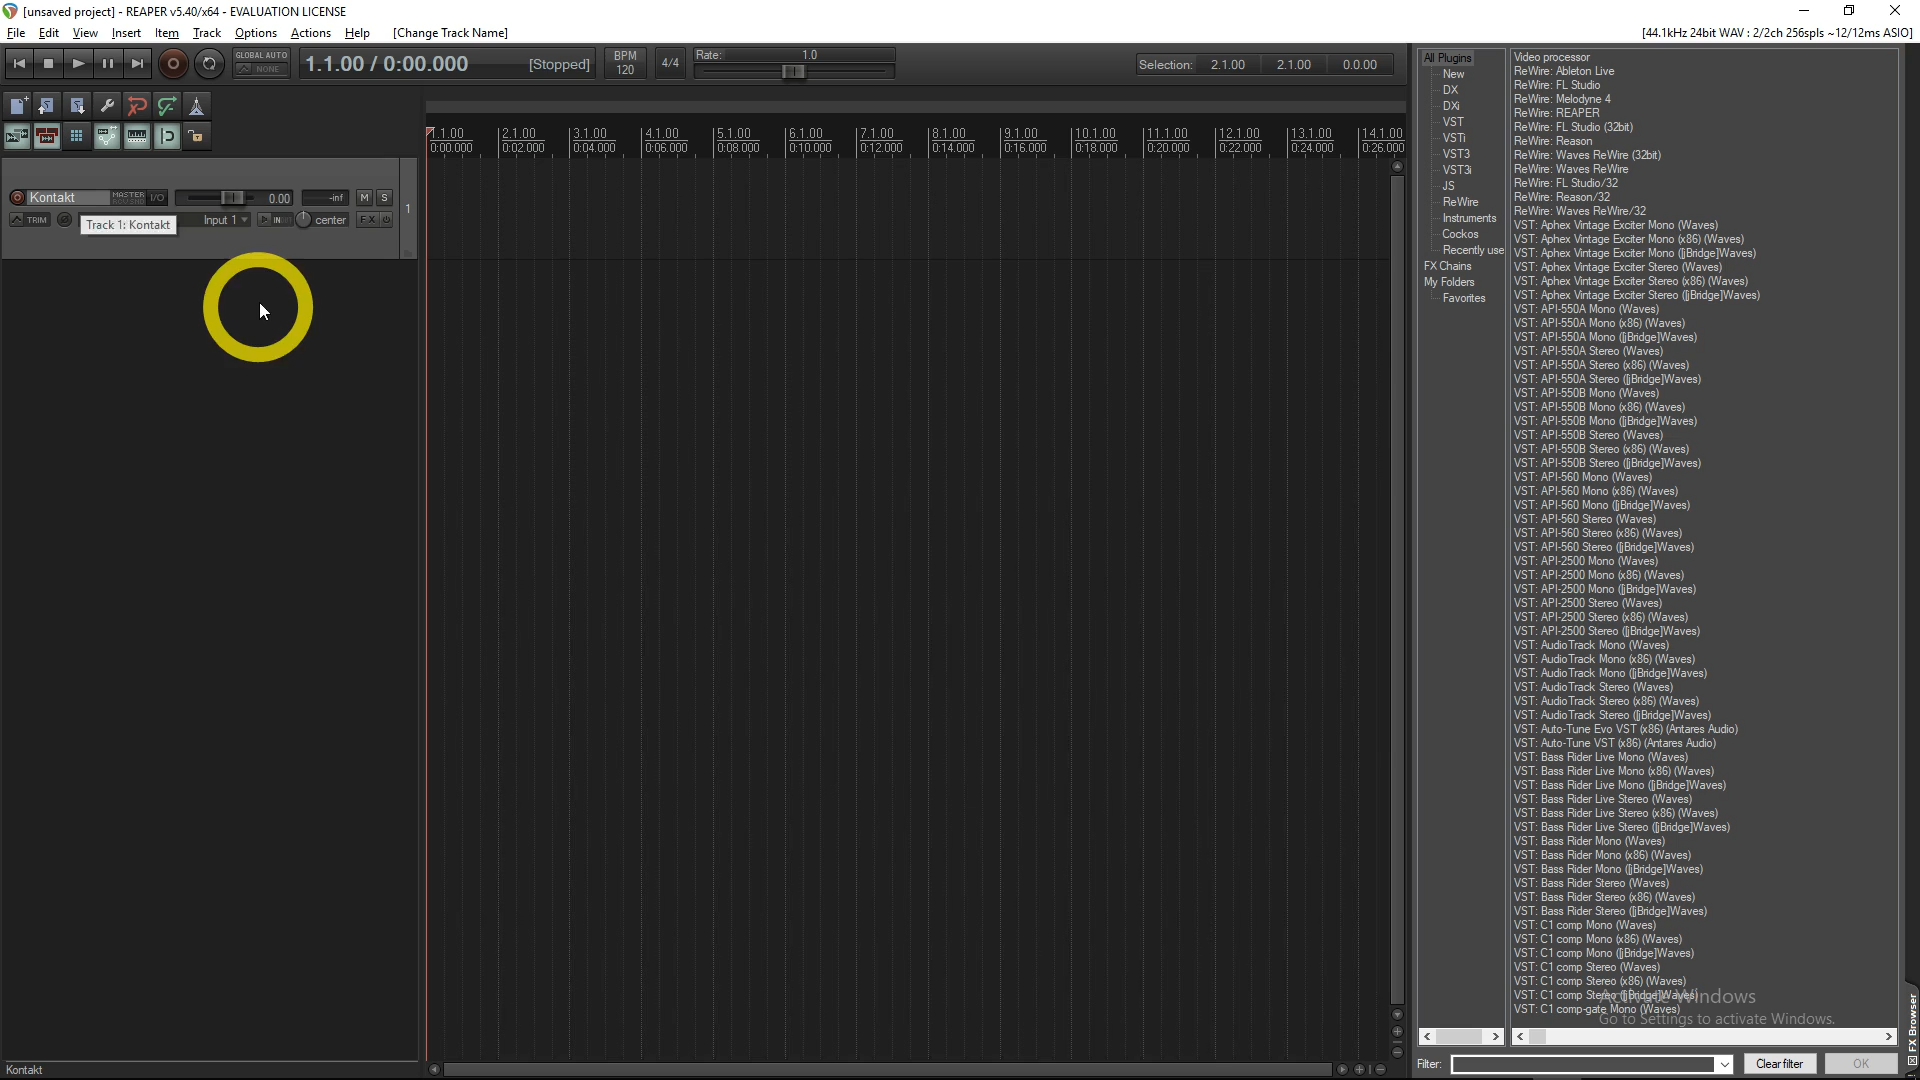 [unsaved project] - REAPER v5.40/x64 - EVALUATION LICENSE
File Edit View Insert Item Track Options Actions Help [Change Track Name]
[44.1kHz 24bit WAV : 2/2ch 256spls ~12/12ms ASIO]
GLOBAL AUTO
NONE
1.1.00 / 0:00.000 [Stopped]
BPM
120
4/4
Rate: 1.0
Selection: 2.1.00 2.1.00 0.0.00
1.1.00 2.1.00 3.1.00 4.1.00 5.1.00 6.1.00 7.1.00 8.1.00 9.1.00 10.1.00 11.1.00 12.1.00 13.1.00 14.1.00
0:00.000 0:02.000 0:04.000 0:06.000 0:08.000 0:10.000 0:12.000 0:14.000 0:16.000 0:18.000 0:20.000 0:22.000 0:24.000 0:26.000
Kontakt MASTER I/O 0.00 -inf M S
1
TRIM Input 1 IN center FX
Track 1: Kontakt
Kontakt
All Plugins
New
DX
DXi
VST
VSTi
VST3
VST3i
JS
ReWire
Instruments
Cockos
Recently use
FX Chains
My Folders
Favorites
Video processor
ReWire: Ableton Live
ReWire: FL Studio
ReWire: Melodyne 4
ReWire: REAPER
ReWire: FL Studio (32bit)
ReWire: Reason
ReWire: Waves ReWire (32bit)
ReWire: Waves ReWire
ReWire: FL Studio/32
ReWire: Reason/32
ReWire: Waves ReWire/32
VST: Aphex Vintage Exciter Mono (Waves)
VST: Aphex Vintage Exciter Mono (x86) (Waves)
VST: Aphex Vintage Exciter Mono ([jBridge]Waves)
VST: Aphex Vintage Exciter Stereo (Waves)
VST: Aphex Vintage Exciter Stereo (x86) (Waves)
VST: Aphex Vintage Exciter Stereo ([jBridge]Waves)
VST: API-550A Mono (Waves)
VST: API-550A Mono (x86) (Waves)
VST: API-550A Mono ([jBridge]Waves)
VST: API-550A Stereo (Waves)
VST: API-550A Stereo (x86) (Waves)
VST: API-550A Stereo ([jBridge]Waves)
VST: API-550B Mono (Waves)
VST: API-550B Mono (x86) (Waves)
VST: API-550B Mono ([jBridge]Waves)
VST: API-550B Stereo (Waves)
VST: API-550B Stereo (x86) (Waves)
VST: API-550B Stereo ([jBridge]Waves)
VST: API-560 Mono (Waves)
VST: API-560 Mono (x86) (Waves)
VST: API-560 Mono ([jBridge]Waves)
VST: API-560 Stereo (Waves)
VST: API-560 Stereo (x86) (Waves)
VST: API-560 Stereo ([jBridge]Waves)
VST: API-2500 Mono (Waves)
VST: API-2500 Mono (x86) (Waves)
VST: API-2500 Mono ([jBridge]Waves)
VST: API-2500 Stereo (Waves)
VST: API-2500 Stereo (x86) (Waves)
VST: API-2500 Stereo ([jBridge]Waves)
VST: AudioTrack Mono (Waves)
VST: AudioTrack Mono (x86) (Waves)
VST: AudioTrack Mono ([jBridge]Waves)
VST: AudioTrack Stereo (Waves)
VST: AudioTrack Stereo (x86) (Waves)
VST: AudioTrack Stereo ([jBridge]Waves)
VST: Auto-Tune Evo VST (x86) (Antares Audio)
VST: Auto-Tune VST (x86) (Antares Audio)
VST: Bass Rider Live Mono (Waves)
VST: Bass Rider Live Mono (x86) (Waves)
VST: Bass Rider Live Mono ([jBridge]Waves)
VST: Bass Rider Live Stereo (Waves)
VST: Bass Rider Live Stereo (x86) (Waves)
VST: Bass Rider Live Stereo ([jBridge]Waves)
VST: Bass Rider Mono (Waves)
VST: Bass Rider Mono (x86) (Waves)
VST: Bass Rider Mono ([jBridge]Waves)
VST: Bass Rider Stereo (Waves)
VST: Bass Rider Stereo (x86) (Waves)
VST: Bass Rider Stereo ([jBridge]Waves)
VST: C1 comp Mono (Waves)
VST: C1 comp Mono (x86) (Waves)
VST: C1 comp Mono ([jBridge]Waves)
VST: C1 comp Stereo (Waves)
VST: C1 comp Stereo (x86) (Waves)
VST: C1 comp Stereo ([jBridge]Waves)
VST: C1 comp-gate Mono (Waves)
Activate Windows
Go to Settings to activate Windows.
Filter: Clear filter OK
FX Browser